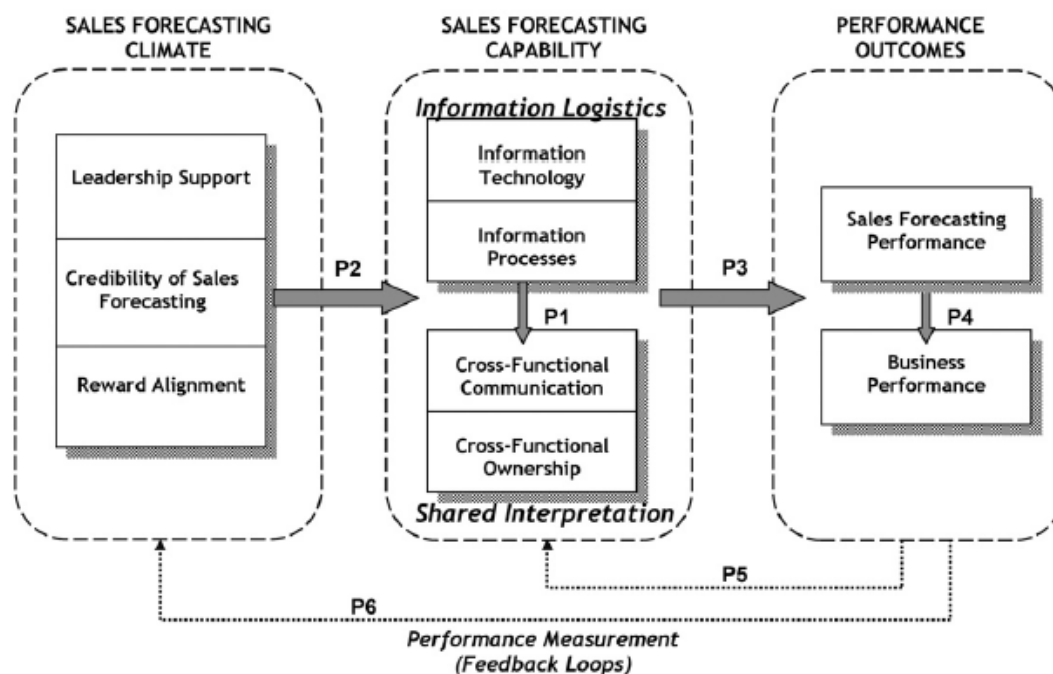 SALES FORECASTING
CLIMATE
SALES FORECASTING
CAPABILITY
PERFORMANCE
OUTCOMES
Leadership Support
Credibility of Sales
Forecasting
Reward Alignment
P2
Information Logistics
Information
Technology
Information
Processes
P1
Cross-Functional
Communication
Cross-Functional
Ownership
Shared Interpretation
P3
Sales Forecasting
Performance
P4
Business
Performance
P5
P6
Performance Measurement
(Feedback Loops)